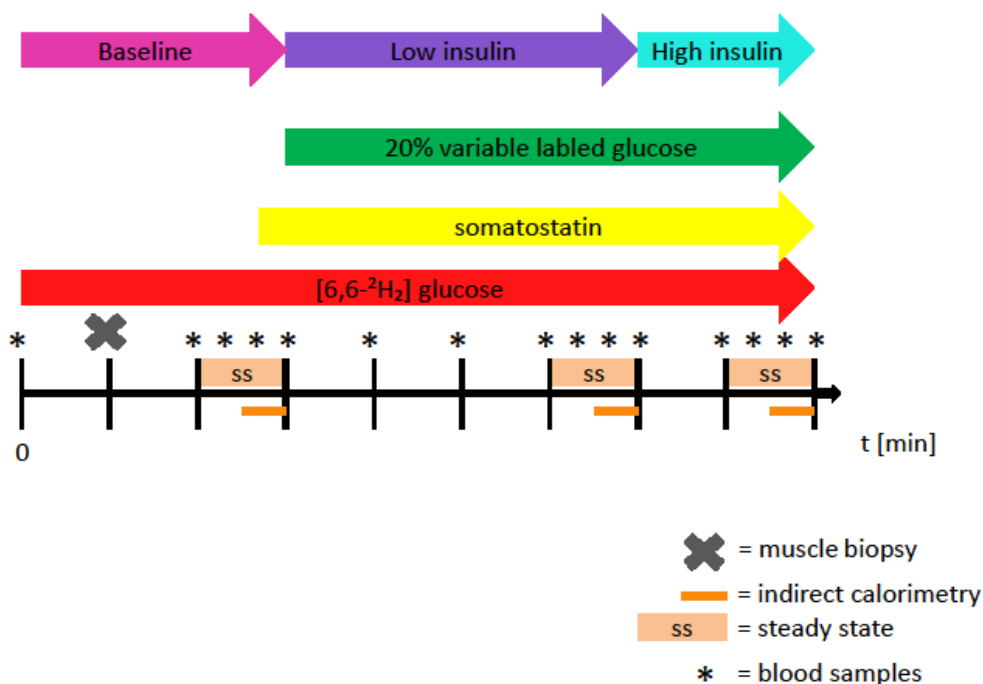 Baseline
Low insulin
High insulin
20% variable labled glucose
somatostatin
[6,6-²H₂] glucose
* * * * * * * * * * * * * * *
ss ss ss
0
t [min]
= muscle biopsy
= indirect calorimetry
ss = steady state
* = blood samples